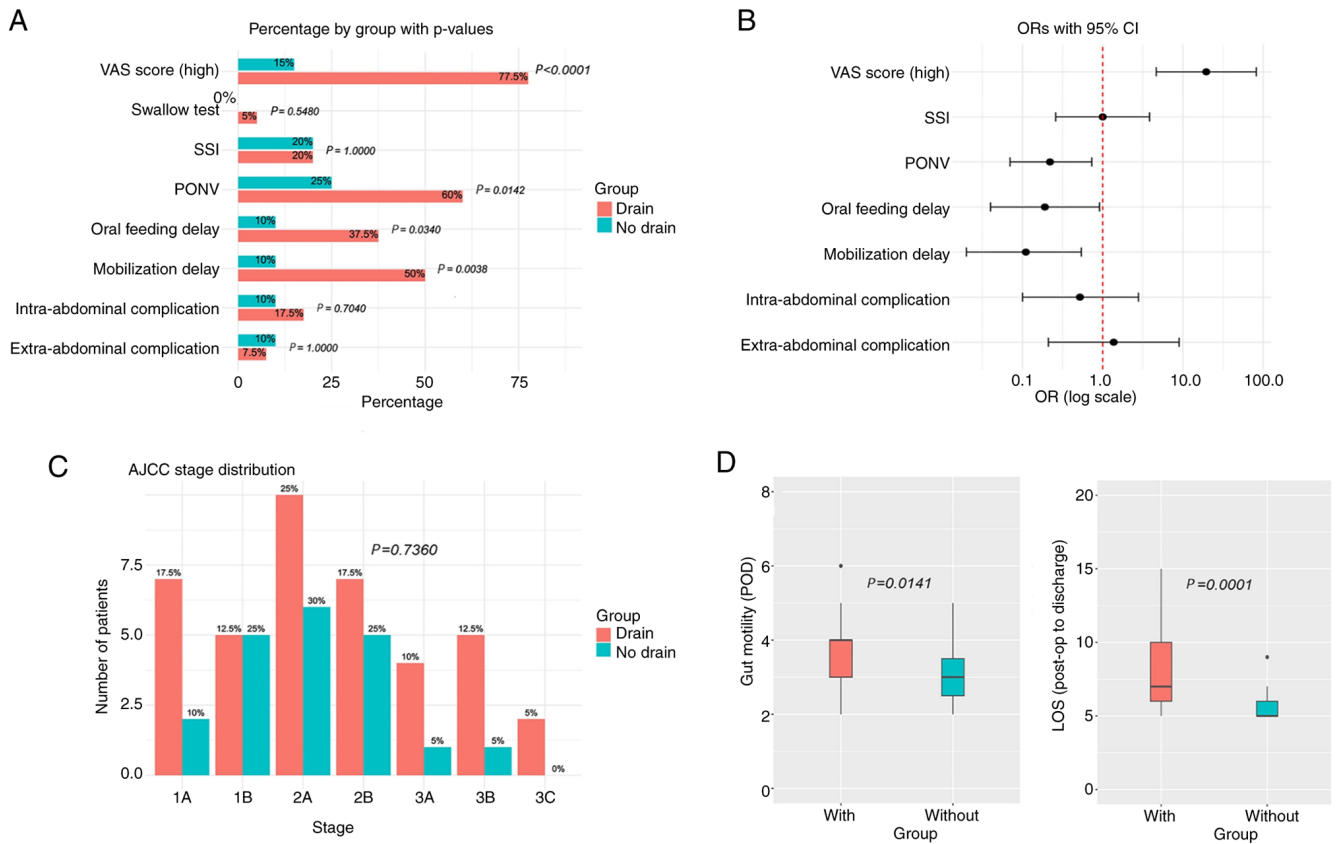 A
Percentage by group with p-values
VAS score (high)
15%
77.5%
P<0.0001
0%
Swallow test
5%
P = 0.5480
SSI
20%
20%
P = 1.0000
PONV
25%
60%
P = 0.0142
Oral feeding delay
10%
37.5%
P = 0.0340
Mobilization delay
10%
50%
P = 0.0038
Intra-abdominal complication
10%
17.5%
P = 0.7040
Extra-abdominal complication
10%
7.5%
P = 1.0000
0 25 50 75
Percentage
Group
Drain
No drain
B
ORs with 95% CI
VAS score (high)
SSI
PONV
Oral feeding delay
Mobilization delay
Intra-abdominal complication
Extra-abdominal complication
0.1 1.0 10.0 100.0
OR (log scale)
C
AJCC stage distribution
P=0.7360
Number of patients
7.5
5.0
2.5
0.0
17.5% 10%
12.5% 25%
25% 30%
17.5% 25%
10% 5%
12.5% 5%
5% 0%
1A 1B 2A 2B 3A 3B 3C
Stage
Group
Drain
No drain
D
Gut motility (POD)
8
6
4
2
0
P=0.0141
With Without
Group
LOS (post-op to discharge)
20
15
10
5
0
P=0.0001
With Without
Group